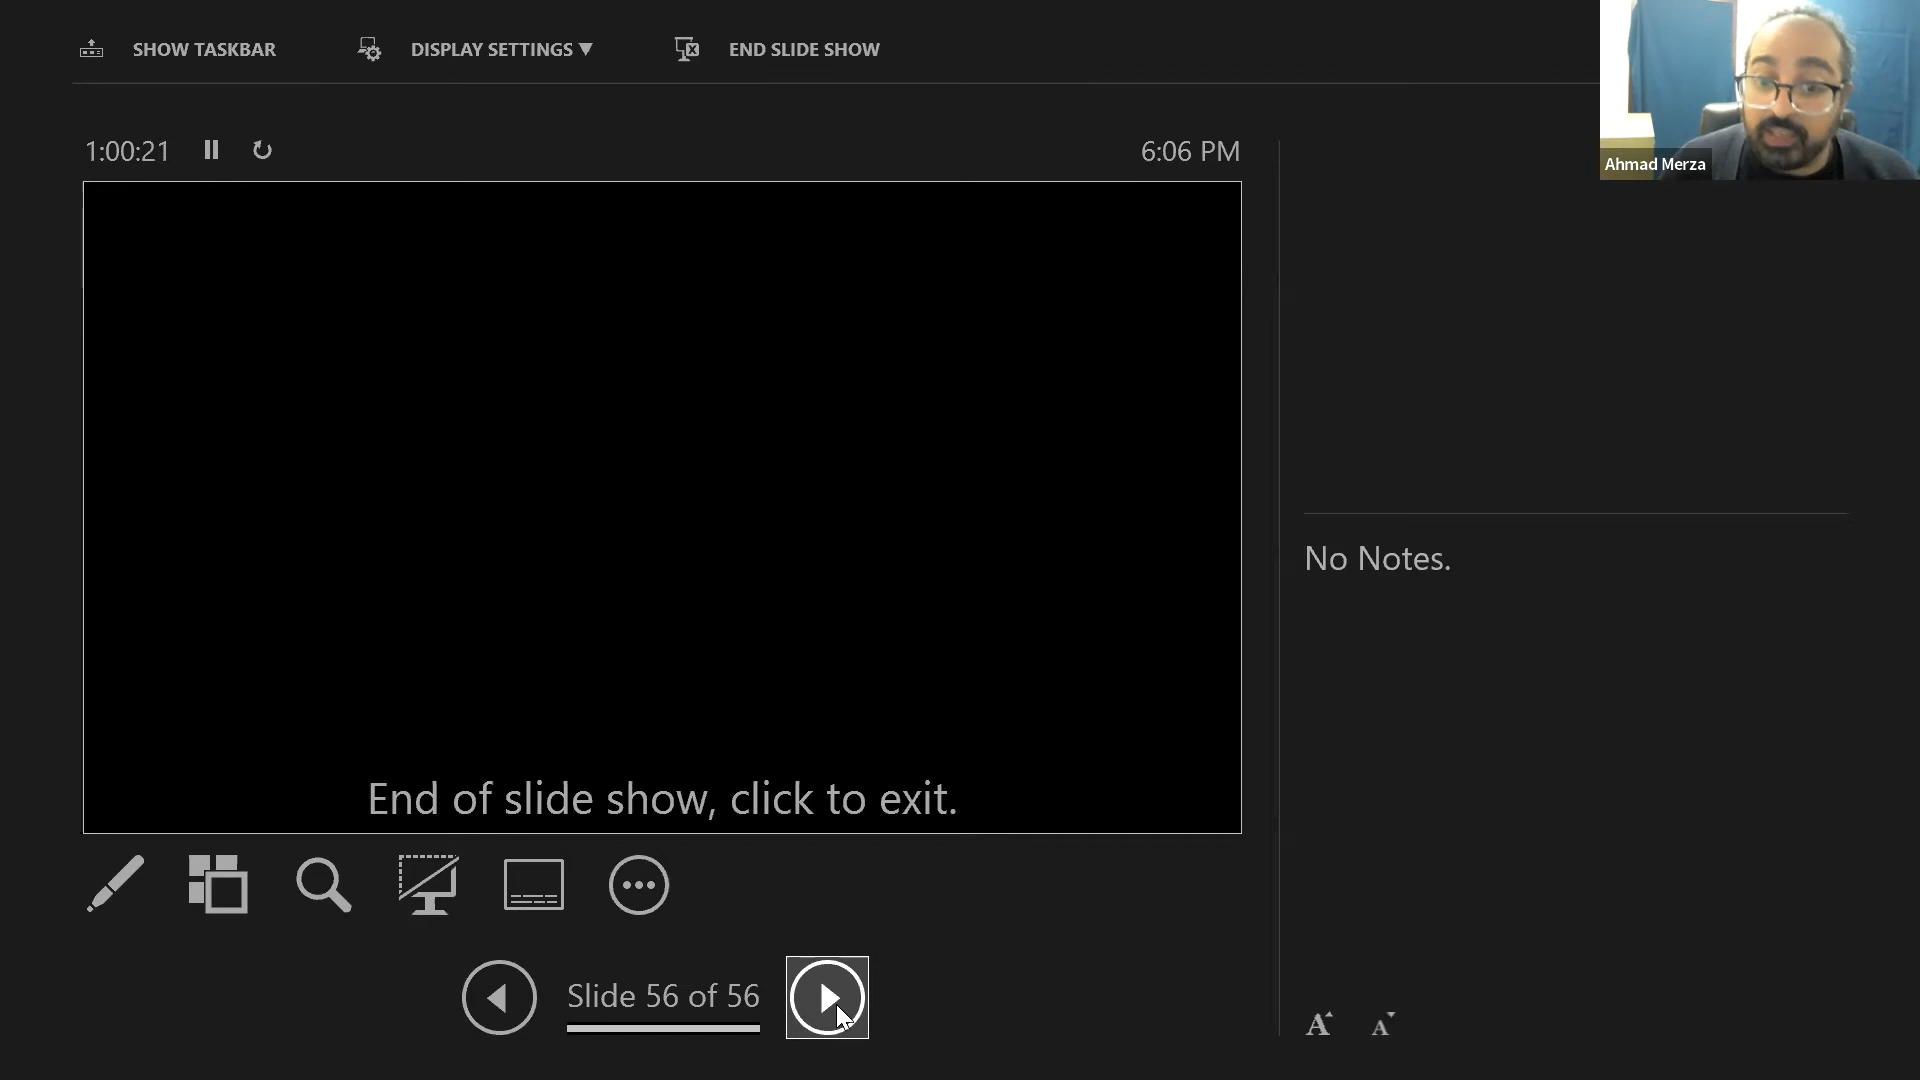 SHOW TASKBAR
DISPLAY SETTINGS ▼
END SLIDE SHOW
Ahmad Merza
1:00:21
6:06 PM
End of slide show, click to exit.
No Notes.
Slide 56 of 56
A
A